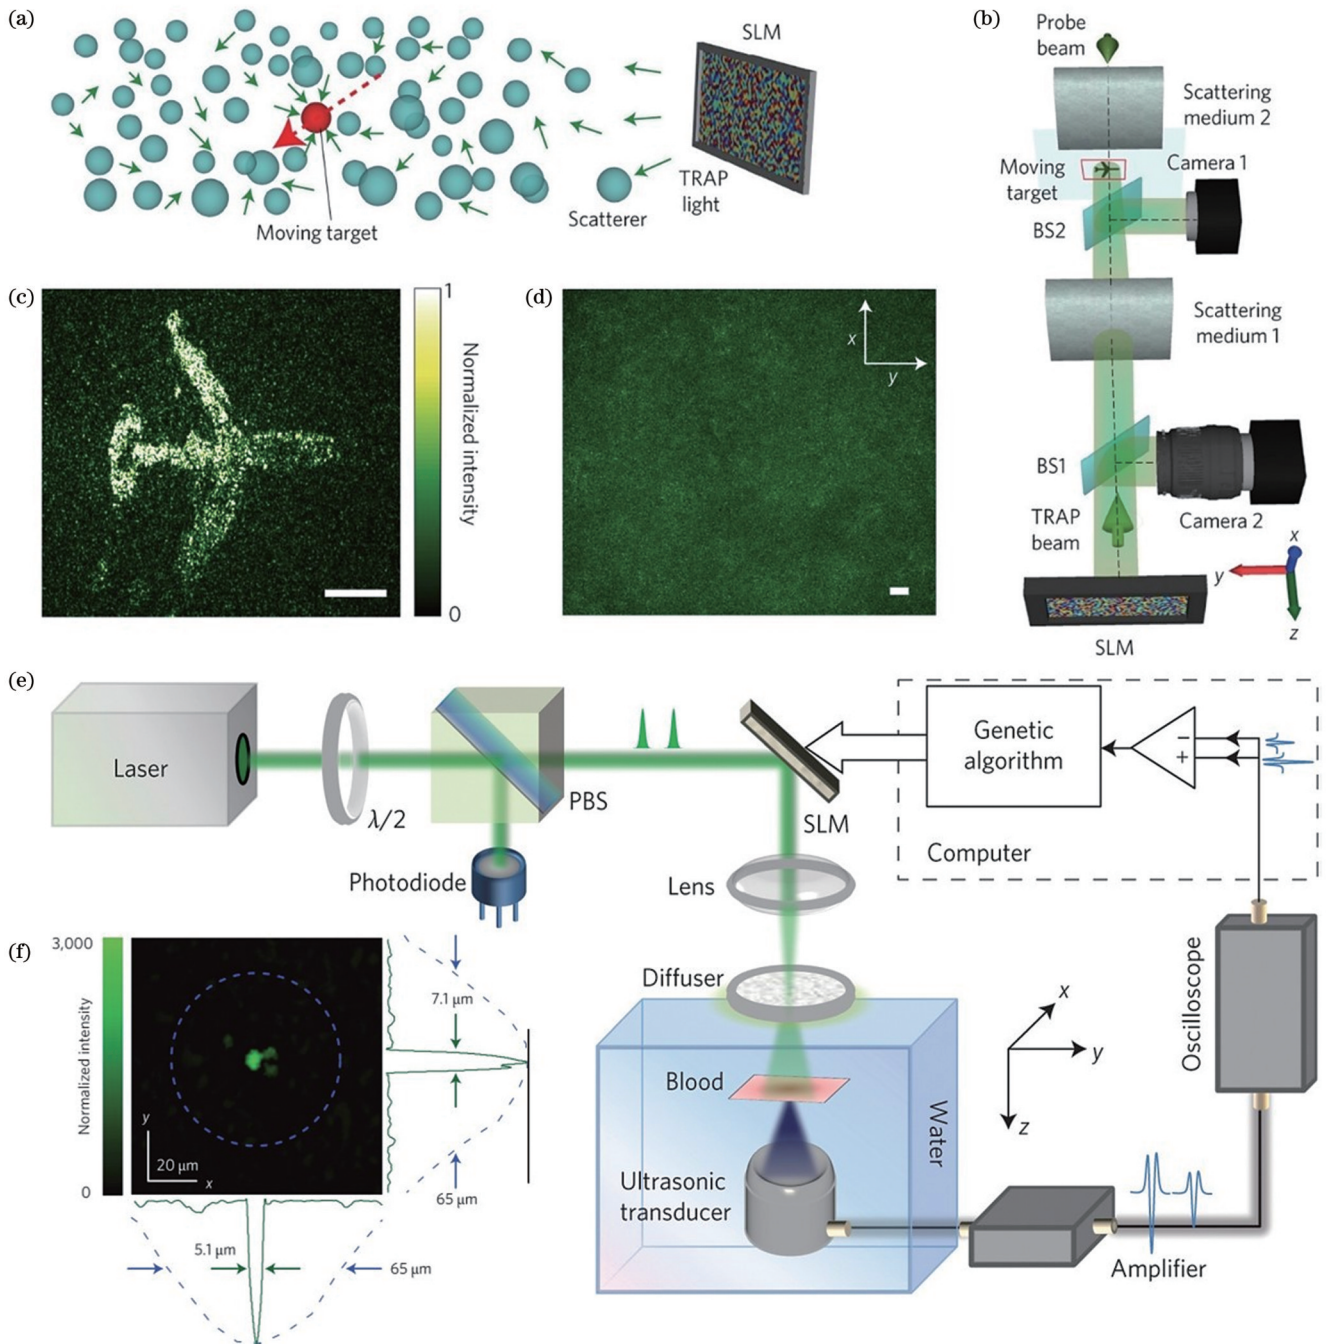 (a)
SLM
TRAP
light
Scatterer
Moving target
(b)
Probe
beam
Scattering
medium 2
Moving
target
Camera 1
BS2
Scattering
medium 1
BS1
Camera 2
TRAP
beam
x
y
z
SLM
(c)
1
Normalized intensity
0
(d)
x
y
(e)
Laser
λ/2
PBS
Photodiode
SLM
Genetic
algorithm
−
+
Computer
Lens
Diffuser
Blood
Water
Ultrasonic
transducer
x
y
z
Oscilloscope
Amplifier
(f)
3,000
Normalized intensity
0
y
20 μm
x
7.1 μm
65 μm
5.1 μm
65 μm